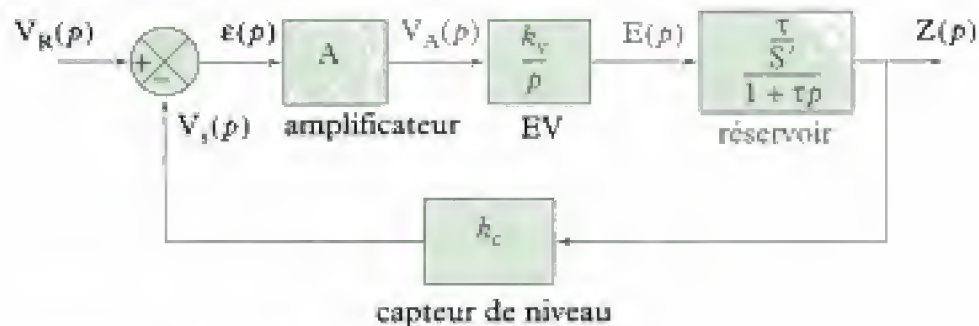 V_R(p) ε(p) V_A(p) E(p) Z(p)
+ − A k_v/p τ/S' / 1 + τp
V_s(p)
amplificateur EV réservoir
k_c
capteur de niveau